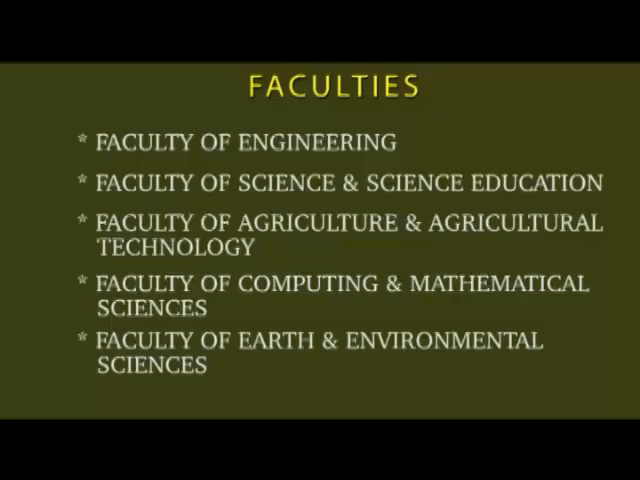 FACULTIES
* FACULTY OF ENGINEERING
* FACULTY OF SCIENCE & SCIENCE EDUCATION
* FACULTY OF AGRICULTURE & AGRICULTURAL
TECHNOLOGY
* FACULTY OF COMPUTING & MATHEMATICAL
SCIENCES
* FACULTY OF EARTH & ENVIRONMENTAL
SCIENCES